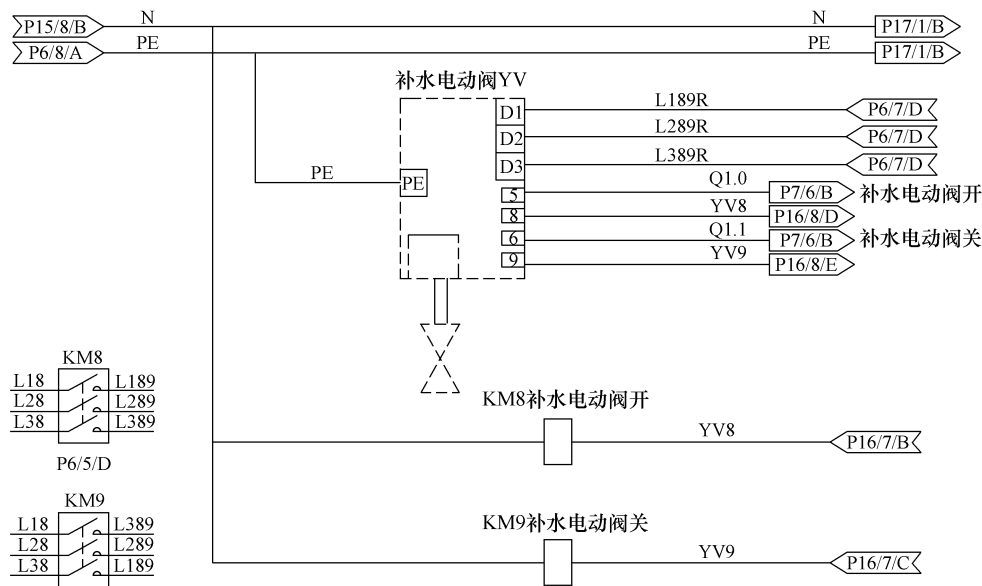 P15/8/B N N P17/1/B
P6/8/A PE PE P17/1/B
补水电动阀YV
D1 L189R P6/7/D
D2 L289R P6/7/D
D3 L389R P6/7/D
PE PE
5 Q1.0 P7/6/B 补水电动阀开
8 YV8 P16/8/D
6 Q1.1 P7/6/B 补水电动阀关
9 YV9 P16/8/E
KM8
L18 L189
L28 L289
L38 L389
P6/5/D
KM8补水电动阀开
YV8 P16/7/B
KM9
L18 L389
L28 L289
L38 L189
KM9补水电动阀关
YV9 P16/7/C